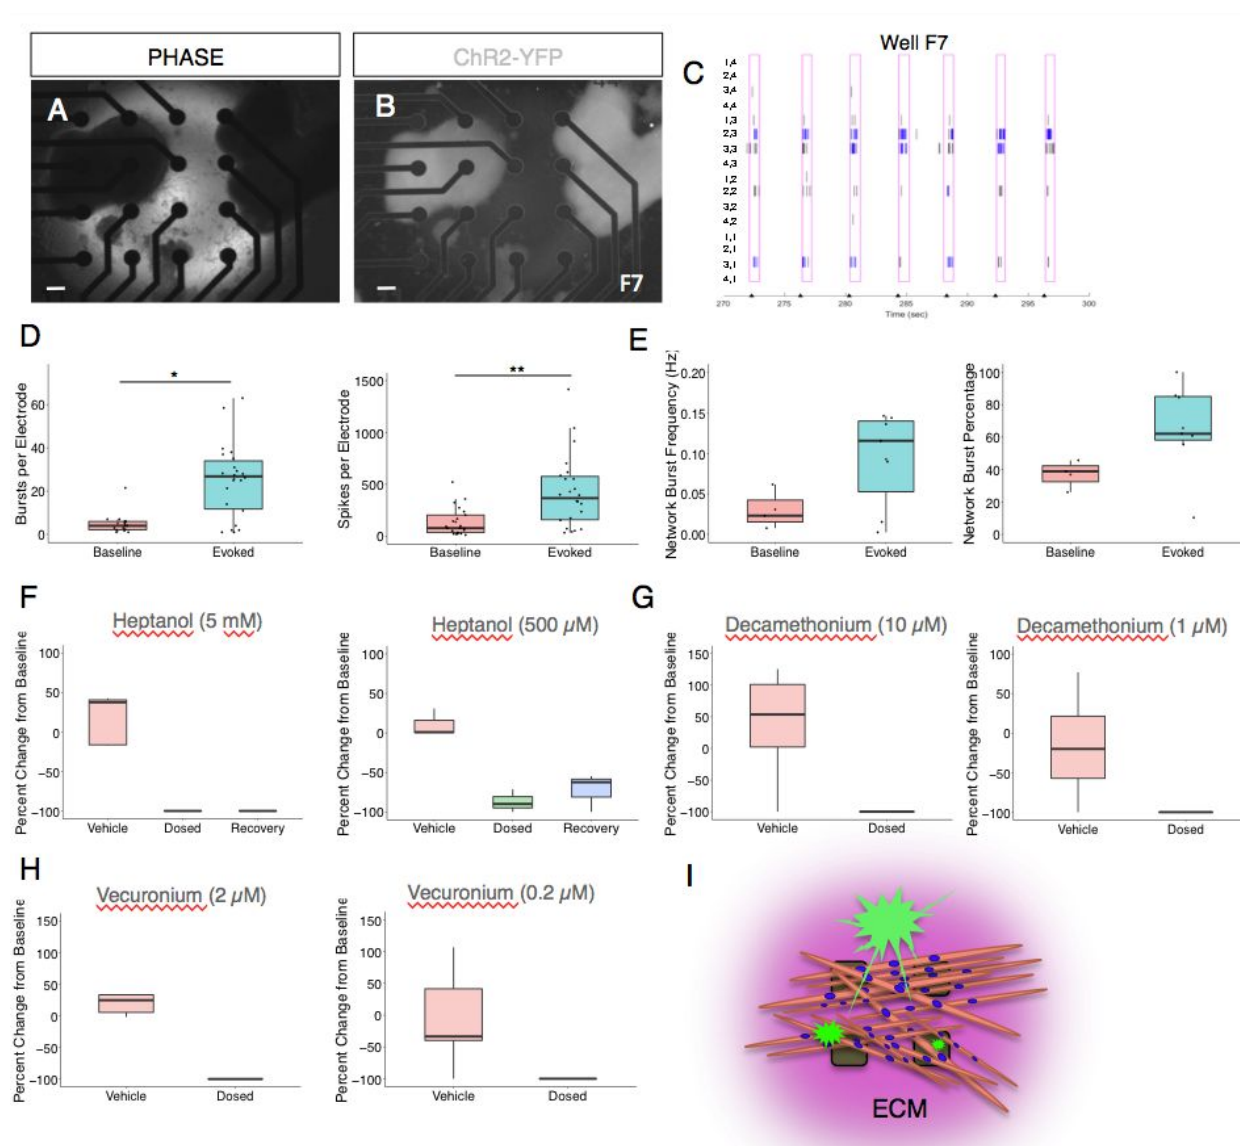 PHASE
ChR2-YFP
A
B
F7
C
Well F7
1,4
2,4
3,4
4,4
1,3
2,3
3,3
4,3
1,2
2,2
3,2
4,2
1,1
2,1
3,1
4,1
270 275 280 285 290 295 300
Time (sec)
D
Bursts per Electrode
60
40
20
0
*
Baseline Evoked
Spikes per Electrode
1500
1000
500
0
**
Baseline Evoked
E
Network Burst Frequency (Hz)
0.20
0.15
0.10
0.05
0.00
Baseline Evoked
Network Burst Percentage
100
80
60
40
20
0
Baseline Evoked
F
Heptanol (5 mM)
Percent Change from Baseline
100
50
0
−50
−100
Vehicle Dosed Recovery
Heptanol (500 µM)
Percent Change from Baseline
100
50
0
−50
−100
Vehicle Dosed Recovery
G
Decamethonium (10 µM)
Percent Change from Baseline
150
100
50
0
−50
−100
Vehicle Dosed
Decamethonium (1 µM)
Percent Change from Baseline
100
50
0
−50
−100
Vehicle Dosed
H
Vecuronium (2 µM)
Percent Change from Baseline
150
100
50
0
−50
−100
Vehicle Dosed
Vecuronium (0.2 µM)
Percent Change from Baseline
150
100
50
0
−50
−100
Vehicle Dosed
I
ECM